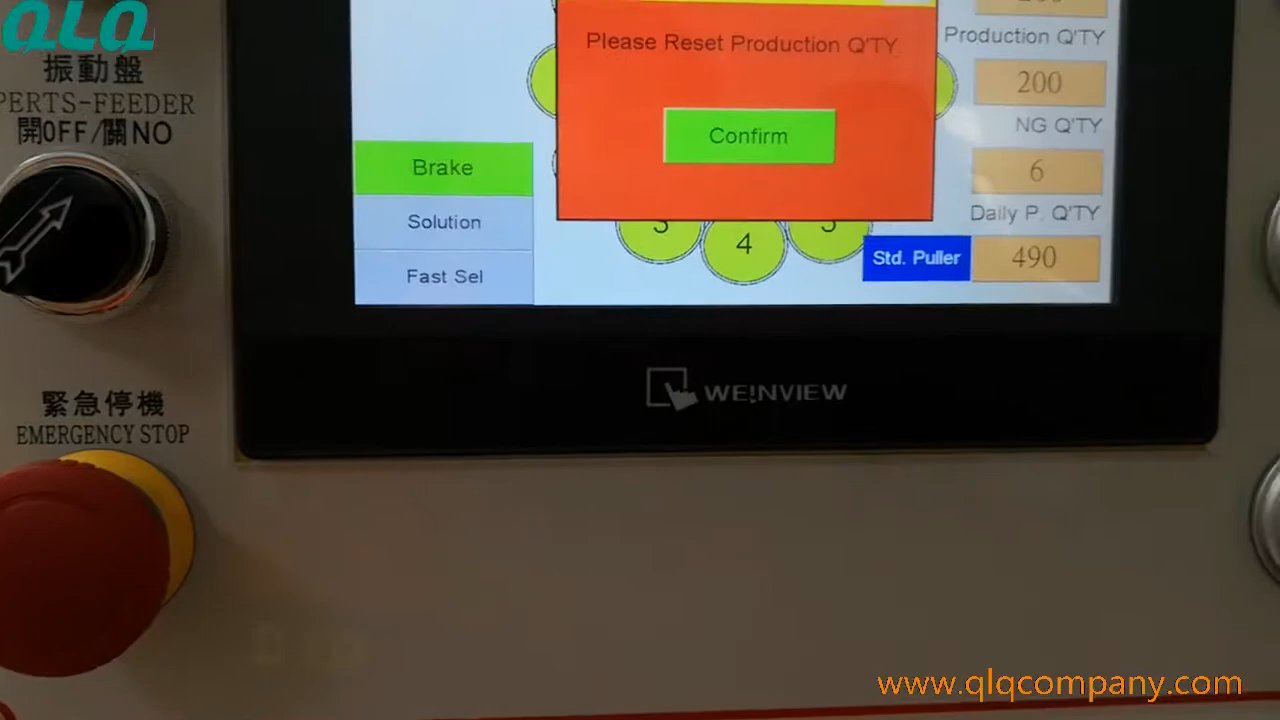 QLQ
振動盤
PERTS-FEEDER
開OFF/關NO
緊急停機
EMERGENCY STOP
Please Reset Production Q'TY
Confirm
Brake
Solution
Fast Sel
3
4
5
Production Q'TY
200
NG Q'TY
6
Daily P. Q'TY
Std. Puller
490
WEINVIEW
www.qlqcompany.com